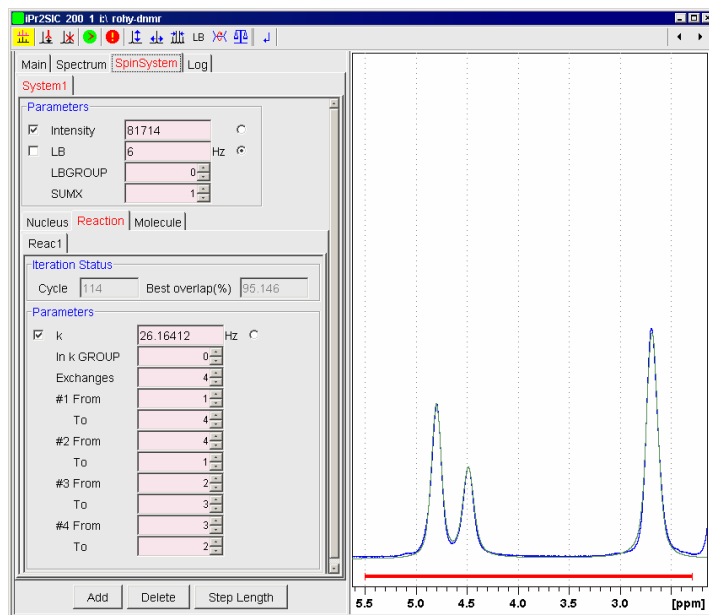 iPr2SIC 200 1 i:\ rohy-dnmr
LB
Main Spectrum SpinSystem Log
System1
Parameters
Intensity 81714
LB 6 Hz
LBGROUP 0
SUMX 1
Nucleus Reaction Molecule
Reac1
Iteration Status
Cycle 114 Best overlap(%) 95.146
Parameters
k 26.16412 Hz
In k GROUP 0
Exchanges 4
#1 From 1
To 4
#2 From 4
To 1
#3 From 2
To 3
#4 From 3
To 2
Add Delete Step Length
5.5 5.0 4.5 4.0 3.5 3.0 [ppm]